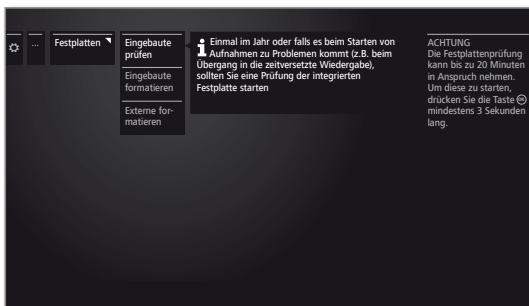 ...
Festplatten
Eingebaute
prüfen
Eingebaute
formatieren
Externe for-
matieren
Einmal im Jahr oder falls es beim Starten von
Aufnahmen zu Problemen kommt (z.B. beim
Übergang in die zeitversetzte Wiedergabe),
sollten Sie eine Prüfung der integrierten
Festplatte starten
ACHTUNG
Die Festplattenprüfung
kann bis zu 20 Minuten
in Anspruch nehmen.
Um diese zu starten,
drücken Sie die Taste OK
mindestens 3 Sekunden
lang.